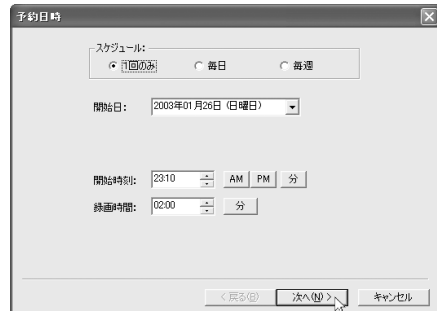 予約日時
スケジュール:
1回のみ 毎日 毎週
開始日: 2003年01月26日 (日曜日)
開始時刻: 23:10 AM PM 分
録画時間: 02:00 分
< 戻る(B) 次へ(N) > キャンセル